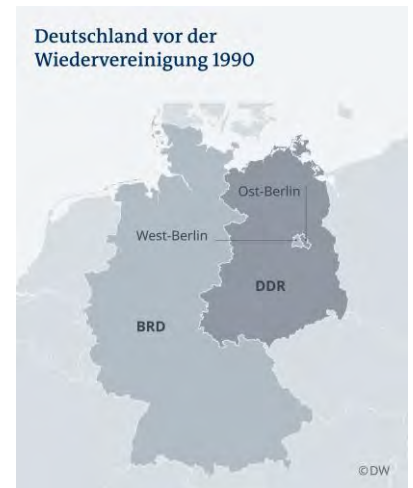 Deutschland vor der
Wiedervereinigung 1990
Ost-Berlin
West-Berlin
DDR
BRD
©DW